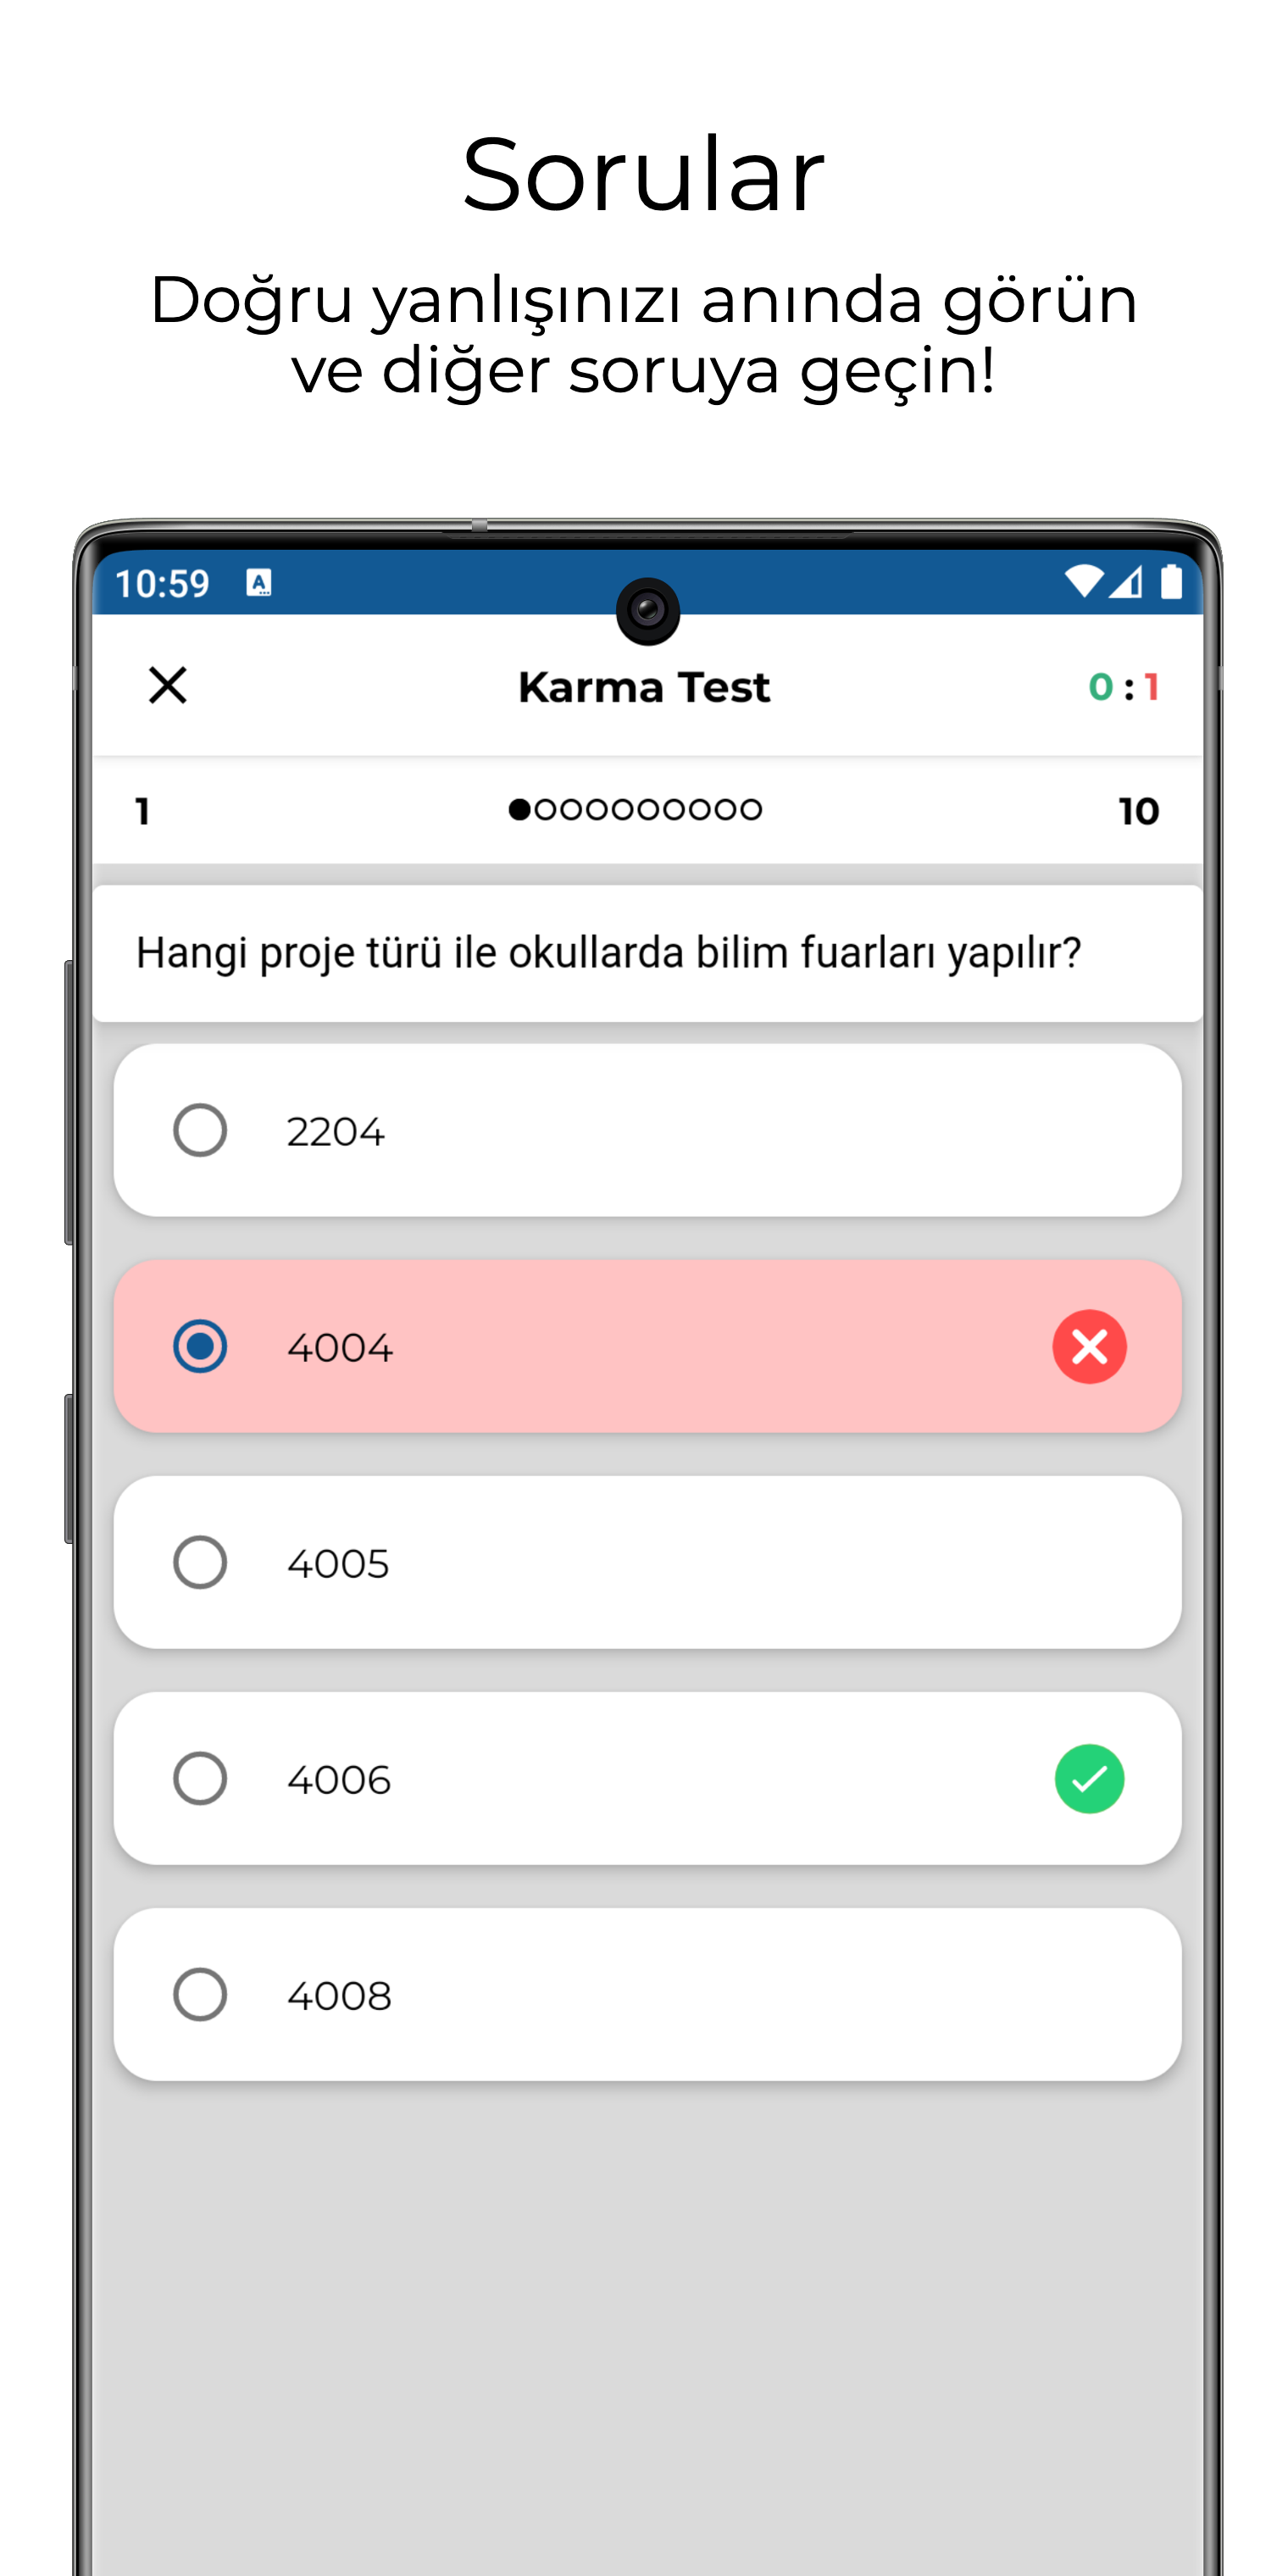 Sorular
Doğru yanlışınızı anında görün
ve diğer soruya geçin!
10:59
A
Karma Test
0 : 1
1
10
Hangi proje türü ile okullarda bilim fuarları yapılır?
2204
4004
4005
4006
4008